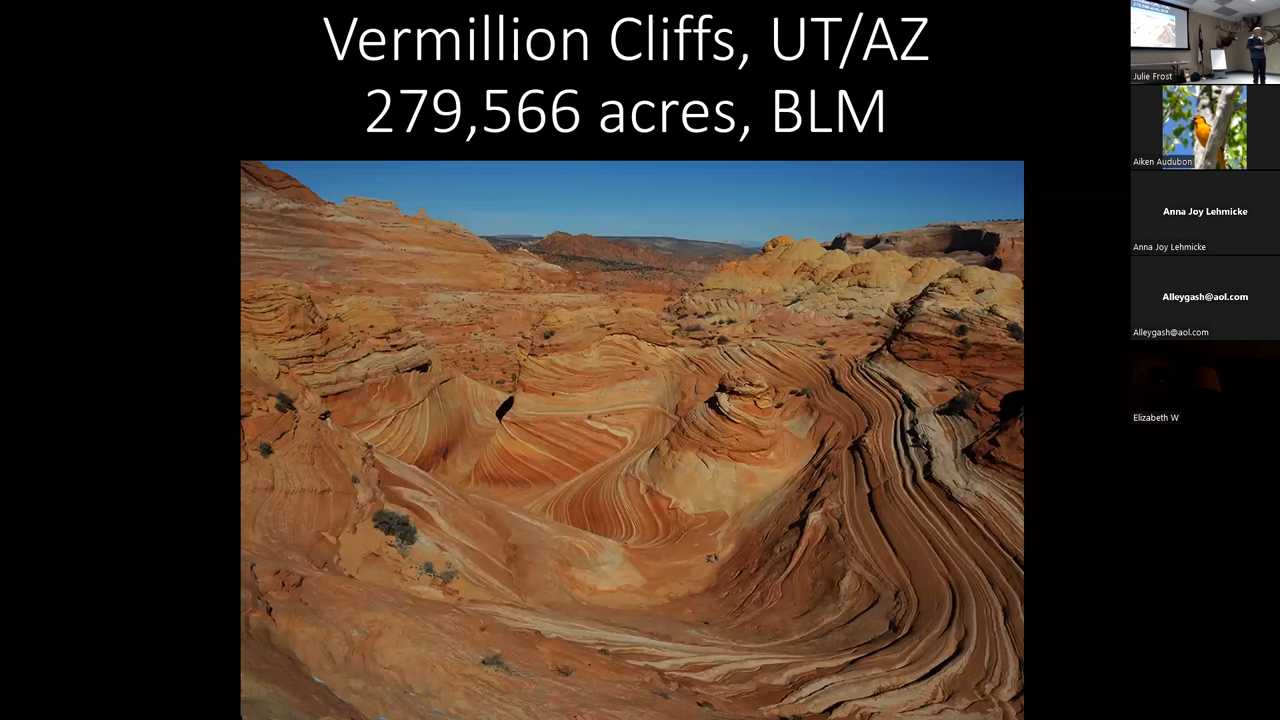 Vermillion Cliffs, UT/AZ
279,566 acres, BLM
Julie Frost
Aiken Audubon
Anna Joy Lehmicke
Anna Joy Lehmicke
Alleygash@aol.com
Alleygash@aol.com
Elizabeth W